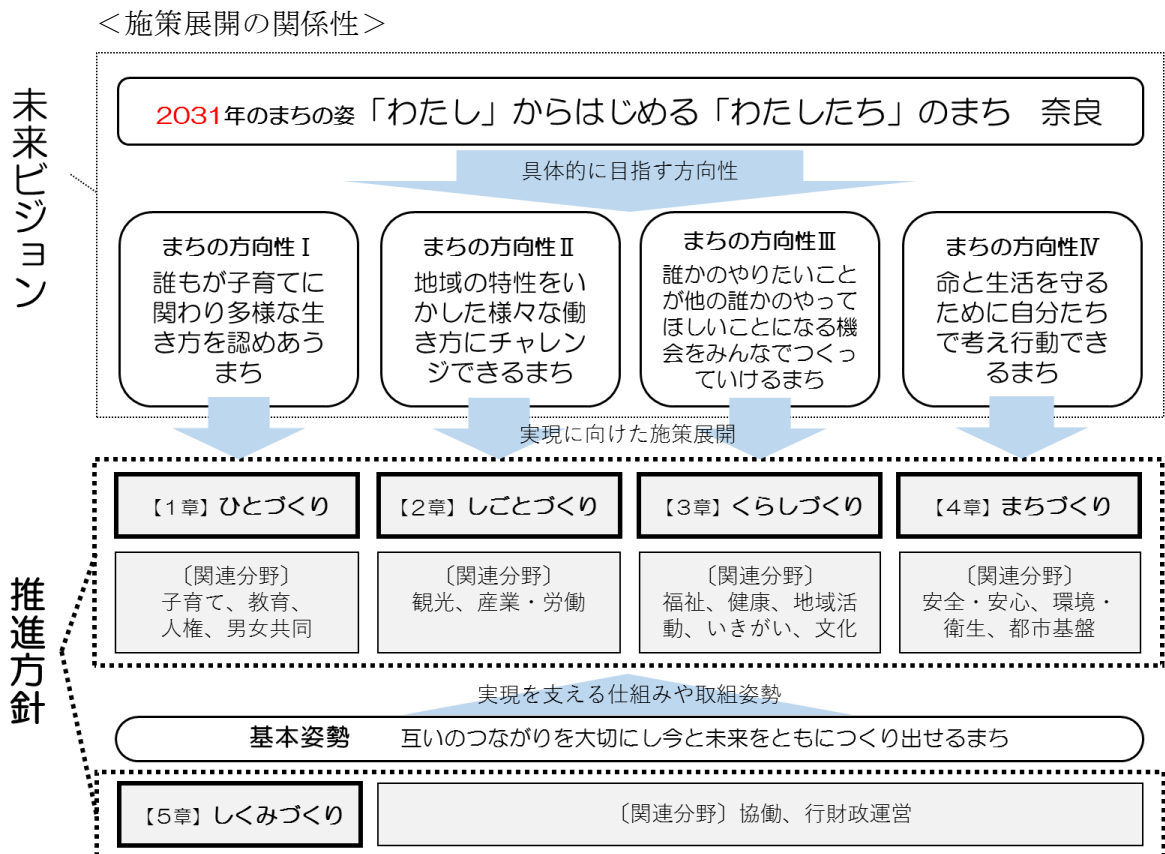 ＜施策展開の関係性＞
未来ビジョン
2031年のまちの姿「わたし」からはじめる「わたしたち」のまち　奈良
具体的に目指す方向性
まちの方向性Ⅰ
誰もが子育てに
関わり多様な生
き方を認めあう
まち
まちの方向性Ⅱ
地域の特性をい
かした様々な働
き方にチャレン
ジできるまち
まちの方向性Ⅲ
誰かのやりたいこと
が他の誰かのやって
ほしいことになる機
会をみんなでつくっ
ていけるまち
まちの方向性Ⅳ
命と生活を守る
ために自分たち
で考え行動でき
るまち
実現に向けた施策展開
推進方針
【1章】ひとづくり
【2章】しごとづくり
【3章】くらしづくり
【4章】まちづくり
〔関連分野〕
子育て、教育、
人権、男女共同
〔関連分野〕
観光、産業・労働
〔関連分野〕
福祉、健康、地域活
動、いきがい、文化
〔関連分野〕
安全・安心、環境・
衛生、都市基盤
実現を支える仕組みや取組姿勢
基本姿勢　互いのつながりを大切にし今と未来をともにつくり出せるまち
【5章】しくみづくり
〔関連分野〕協働、行財政運営